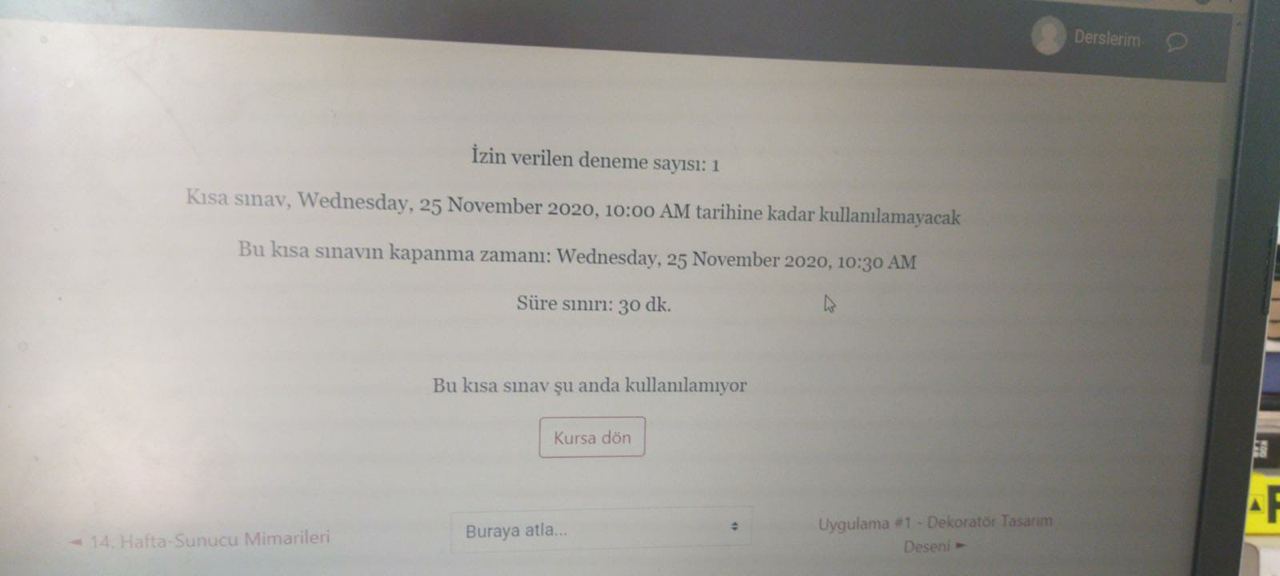 Derslerim
İzin verilen deneme sayısı: 1
Kısa sınav, Wednesday, 25 November 2020, 10:00 AM tarihine kadar kullanılamayacak
Bu kısa sınavın kapanma zamanı: Wednesday, 25 November 2020, 10:30 AM
Süre sınırı: 30 dk.
Bu kısa sınav şu anda kullanılamıyor
Kursa dön
◄ 14. Hafta-Sunucu Mimarileri
Buraya atla...
Uygulama #1 - Dekoratör Tasarım
Deseni ►